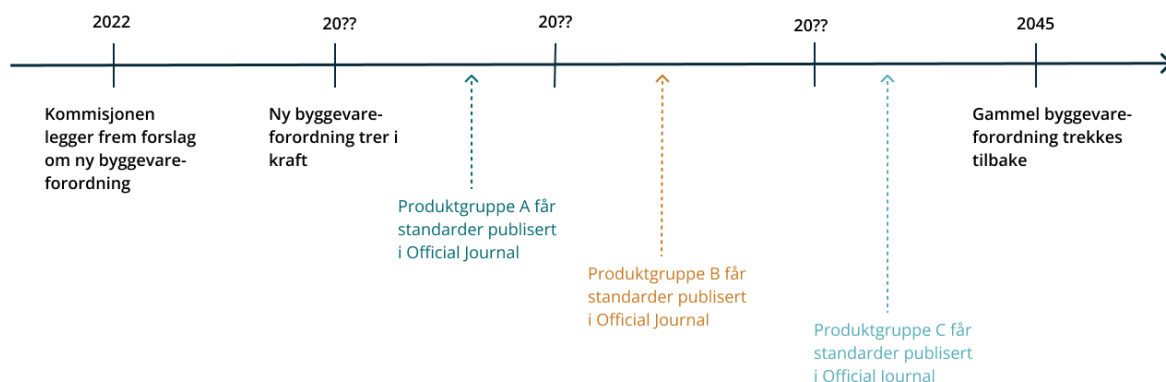 2022
20??
20??
20??
2045
Kommisjonen
legger frem forslag
om ny byggevare-
forordning
Ny byggevare-
forordning trer i
kraft
Gammel byggevare-
forordning trekkes
tilbake
Produktgruppe A får
standarder publisert
i Official Journal
Produktgruppe B får
standarder publisert
i Official Journal
Produktgruppe C får
standarder publisert
i Official Journal